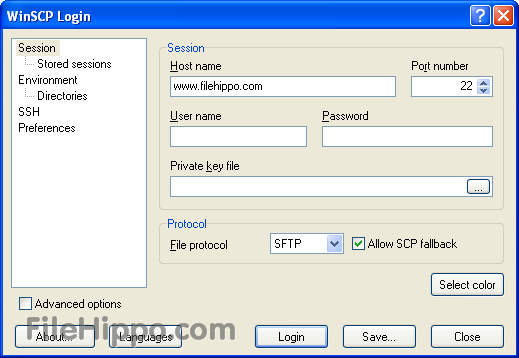 WinSCP Login
Session
Stored sessions
Environment
Directories
SSH
Preferences
Session
Host name
Port number
www.filehippo.com
22
User name
Password
Private key file
...
Protocol
File protocol
SFTP
Allow SCP fallback
Select color
Advanced options
FileHippo.com
About...
Languages
Login
Save...
Close